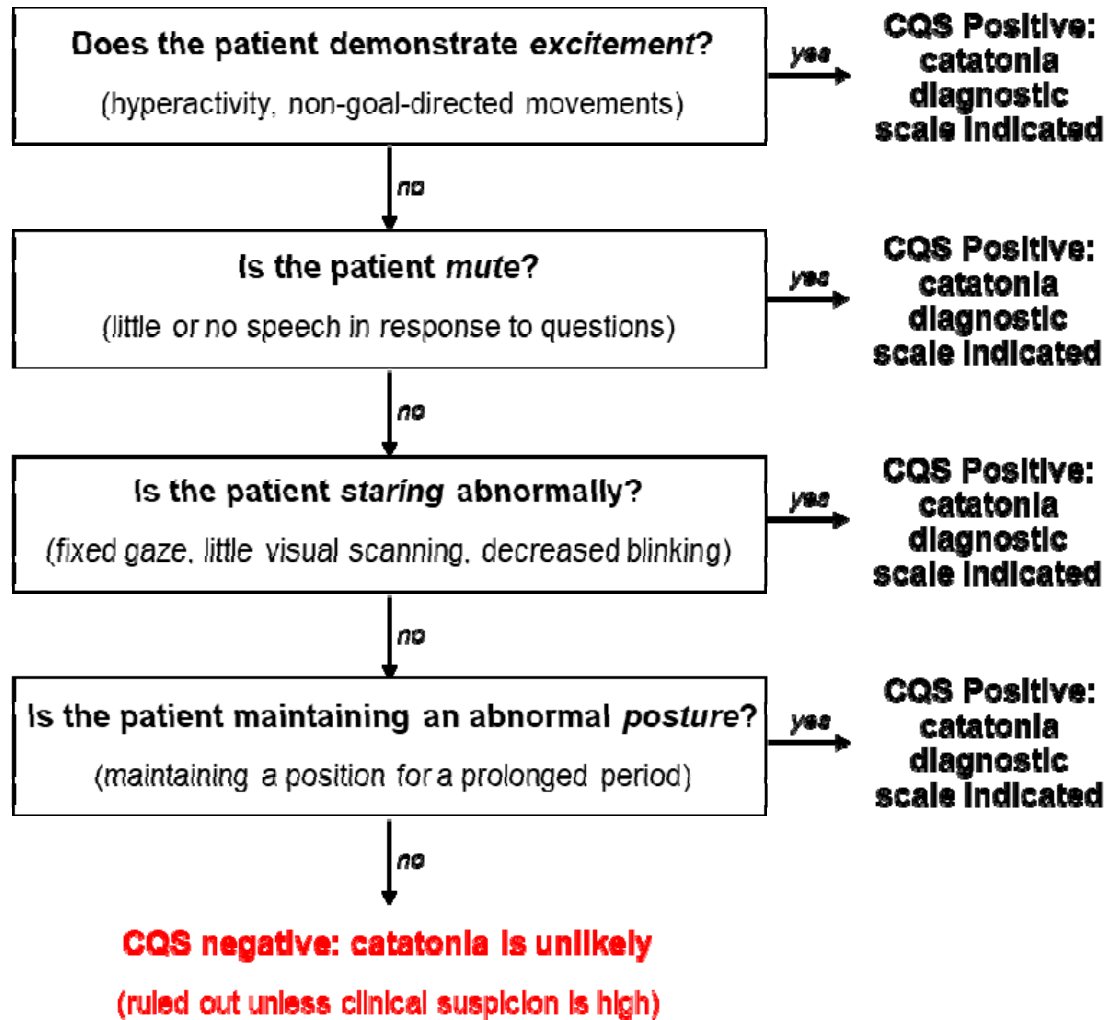 Does the patient demonstrate excitement?
(hyperactivity, non-goal-directed movements)
yes
CQS Positive:
catatonia
diagnostic
scale indicated
no
Is the patient mute?
(little or no speech in response to questions)
yes
CQS Positive:
catatonia
diagnostic
scale indicated
no
Is the patient staring abnormally?
(fixed gaze, little visual scanning, decreased blinking)
yes
CQS Positive:
catatonia
diagnostic
scale indicated
no
Is the patient maintaining an abnormal posture?
(maintaining a position for a prolonged period)
yes
CQS Positive:
catatonia
diagnostic
scale indicated
no
CQS negative: catatonia is unlikely
(ruled out unless clinical suspicion is high)